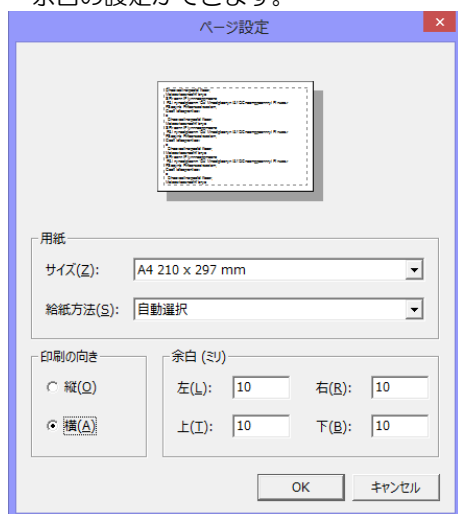 余白の設定ができます。
ページ設定
用紙
サイズ(Z): A4 210 x 297 mm
給紙方法(S): 自動選択
印刷の向き 余白 (ミリ)
縦(O) 左(L): 10 右(R): 10
横(A) 上(T): 10 下(B): 10
OK キャンセル